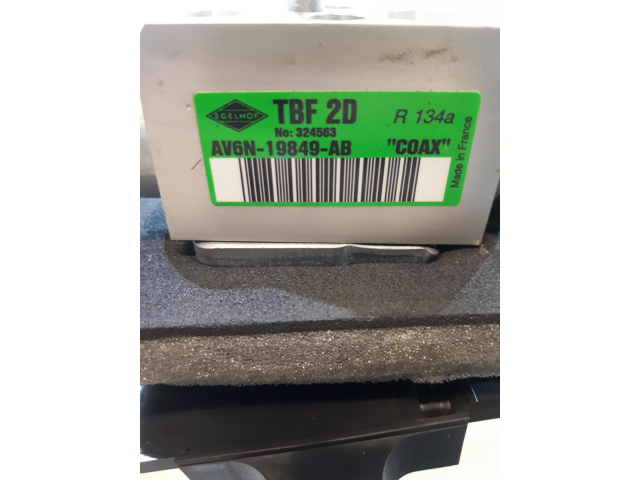 EGELHOF
TBF 2D
R 134a
No: 324563
AV6N-19849-AB "COAX"
Made in France